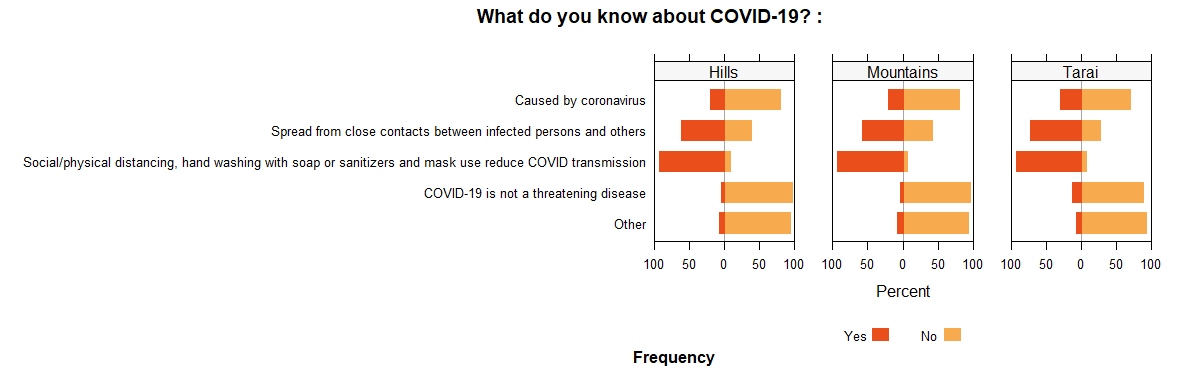 What do you know about COVID-19? :
Hills Mountains Tarai
Caused by coronavirus
Spread from close contacts between infected persons and others
Social/physical distancing, hand washing with soap or sanitizers and mask use reduce COVID transmission
COVID-19 is not a threatening disease
Other
100 50 0 50 100 100 50 0 50 100 100 50 0 50 100
Percent
Yes No
Frequency